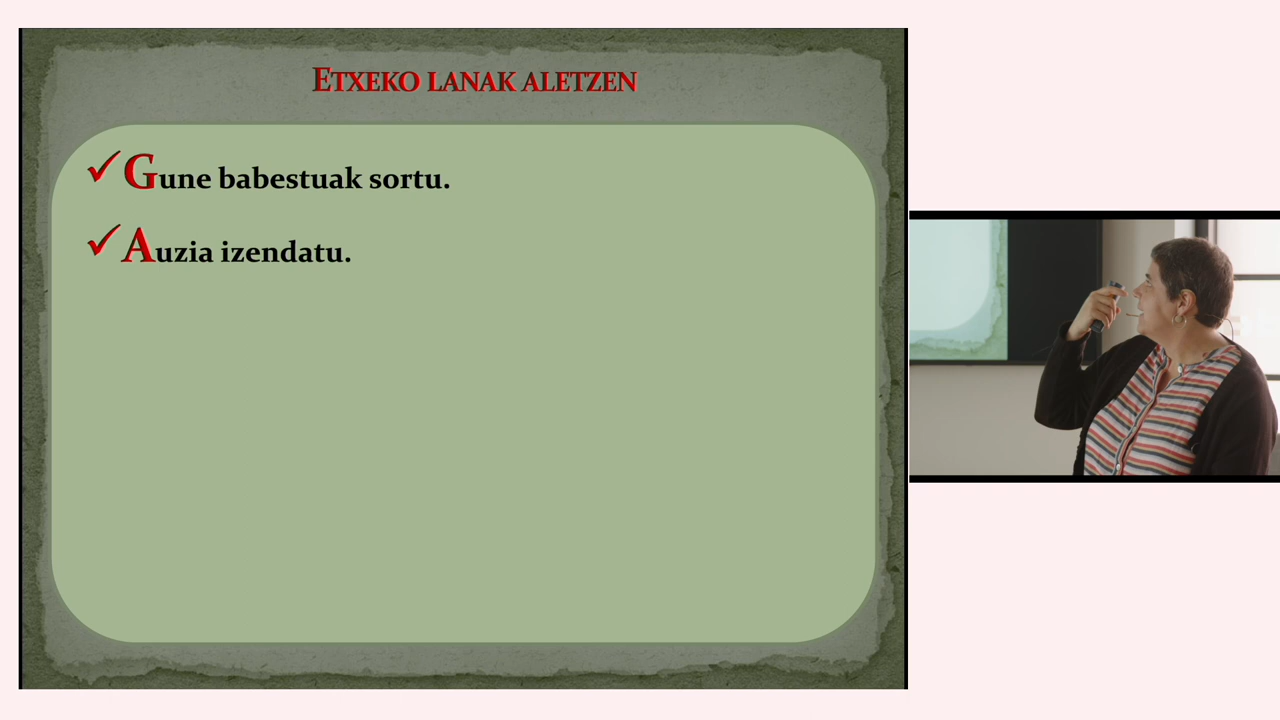 ETXEKO LANAK ALETZEN
✓Gune babestuak sortu.
✓Auzia izendatu.